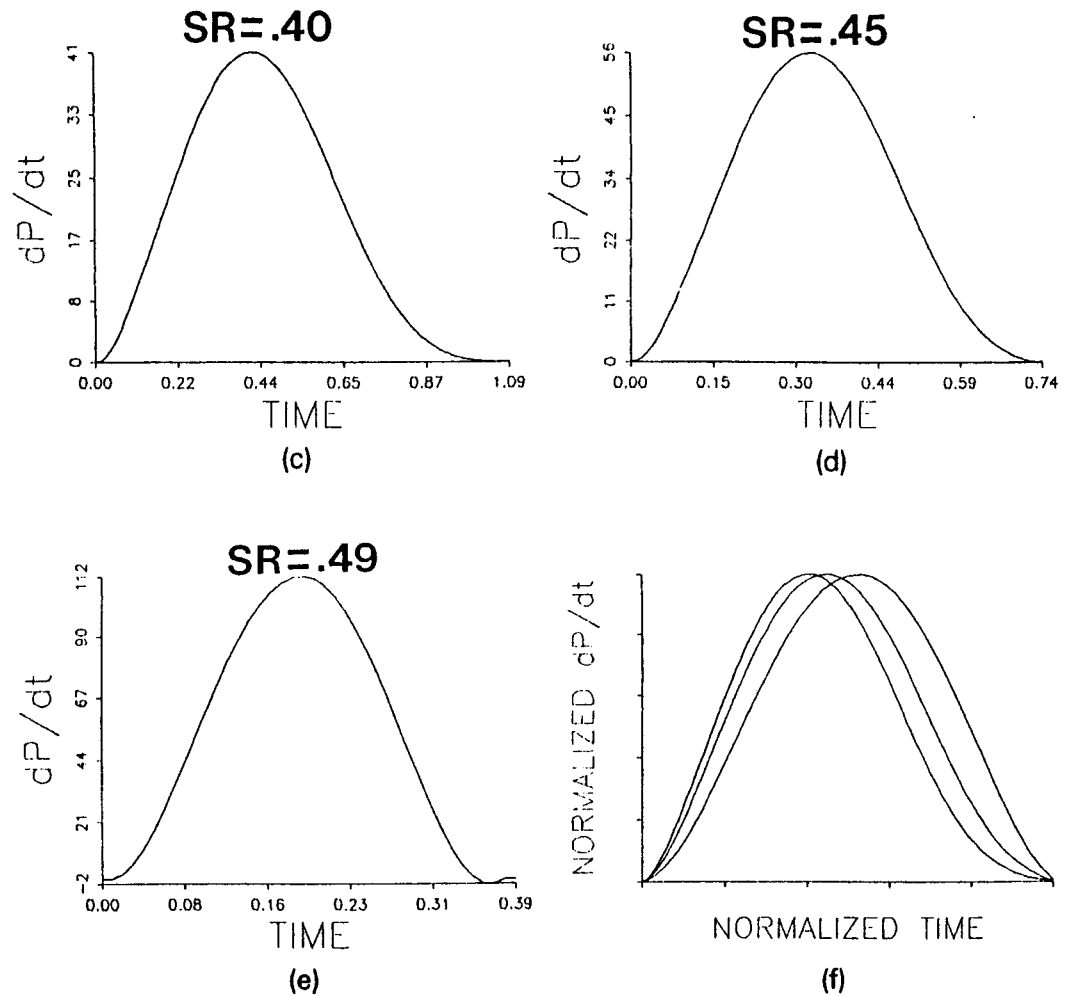 SR=.40
dP/dt
41
33
25
17
8
0
0.00 0.22 0.44 0.65 0.87 1.09
TIME
(c)
SR=.45
dP/dt
56
45
34
22
11
0
0.00 0.15 0.30 0.44 0.59 0.74
TIME
(d)
SR=.49
dP/dt
112
90
67
44
21
-2
0.00 0.08 0.16 0.23 0.31 0.39
TIME
(e)
NORMALIZED dP/dt
NORMALIZED TIME
(f)